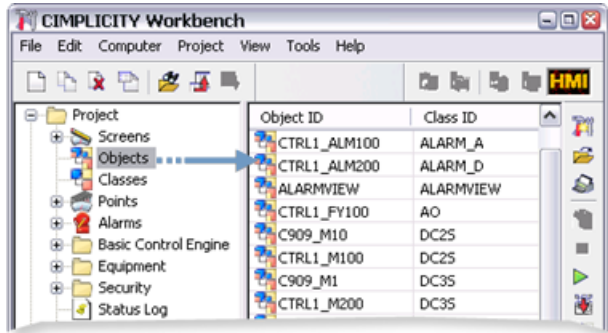 CIMPLICITY Workbench
File Edit Computer Project View Tools Help
HMI
Project
Screens
Objects
Classes
Points
Alarms
Basic Control Engine
Equipment
Security
Status Log
Object ID Class ID
CTRL1_ALM100 ALARM_A
CTRL1_ALM200 ALARM_D
ALARMVIEW ALARMVIEW
CTRL1_FY100 AO
C909_M10 DC2S
CTRL1_M100 DC2S
C909_M1 DC3S
CTRL1_M200 DC3S